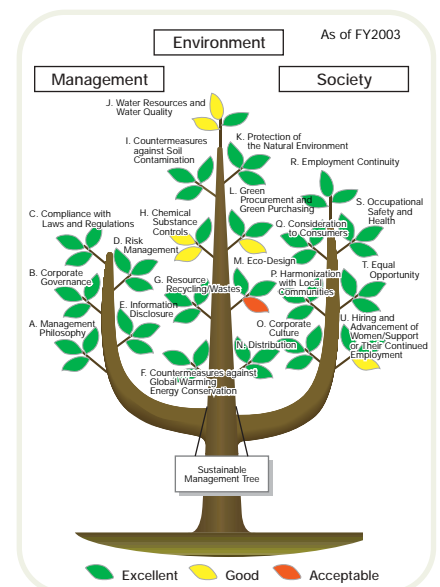 Environment
As of FY2003
Management
Society
J. Water Resources and
Water Quality
I. Countermeasures
against Soil
Contamination
K. Protection of
the Natural Environment
R. Employment Continuity
L. Green
Procurement and
Green Purchasing
S. Occupational
Safety and
Health
C. Compliance with
Laws and Regulations
H. Chemical
Substance
Controls
Q. Consideration
to Consumers
D. Risk
Management
M. Eco-Design
T. Equal
Opportunity
B. Corporate
Governance
G. Resource
Recycling/Wastes
P. Harmonization
with Local
Communities
E. Information
Disclosure
U. Hiring and
Advancement of
Women/Support
for Their Continued
Employment
A. Management
Philosophy
O. Corporate
Culture
N. Distribution
F. Countermeasures against
Global Warming
Energy Conservation
Sustainable
Management Tree
Excellent
Good
Acceptable